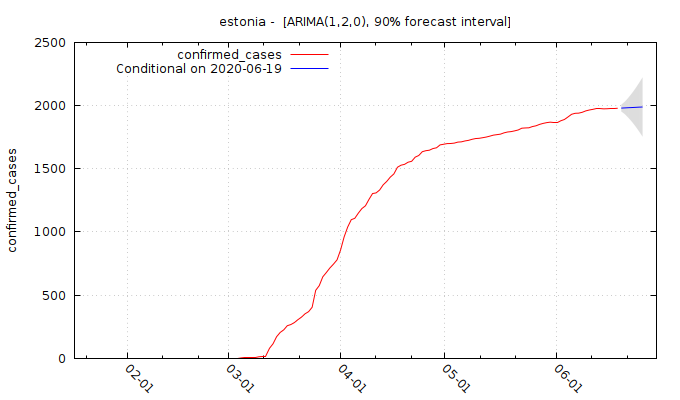 estonia -  [ARIMA(1,2,0), 90% forecast interval]
confirmed_cases
Conditional on 2020-06-19
2500
2000
1500
1000
500
0
confirmed_cases
02-01
03-01
04-01
05-01
06-01